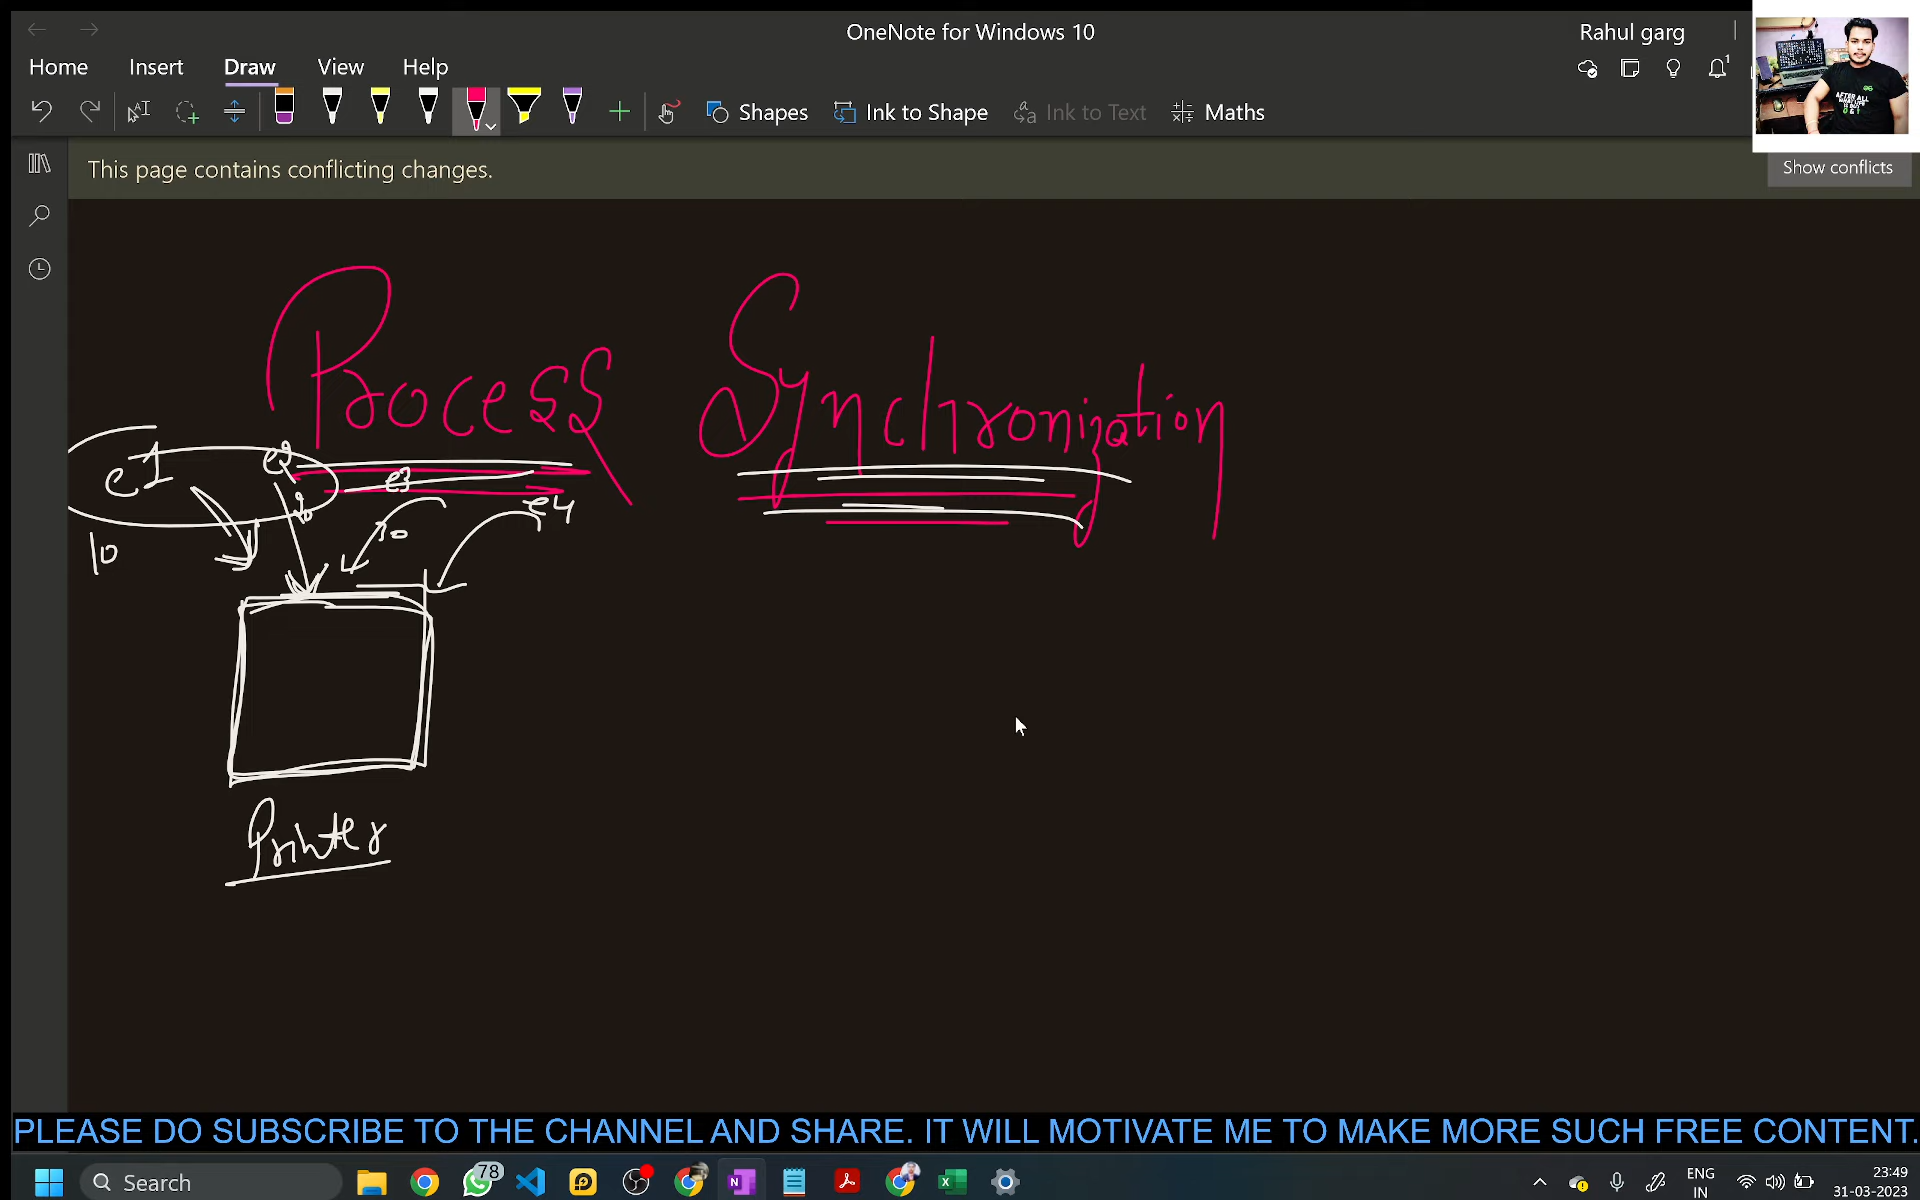 OneNote for Windows 10
Rahul garg
Home Insert Draw View Help
Shapes Ink to Shape Ink to Text Maths
This page contains conflicting changes.
Show conflicts
Process Synchronization
e1 e2 e3 e4
10
Printer
PLEASE DO SUBSCRIBE TO THE CHANNEL AND SHARE. IT WILL MOTIVATE ME TO MAKE MORE SUCH FREE CONTENT.
Search
78
ENG
IN
23:49
31-03-2023